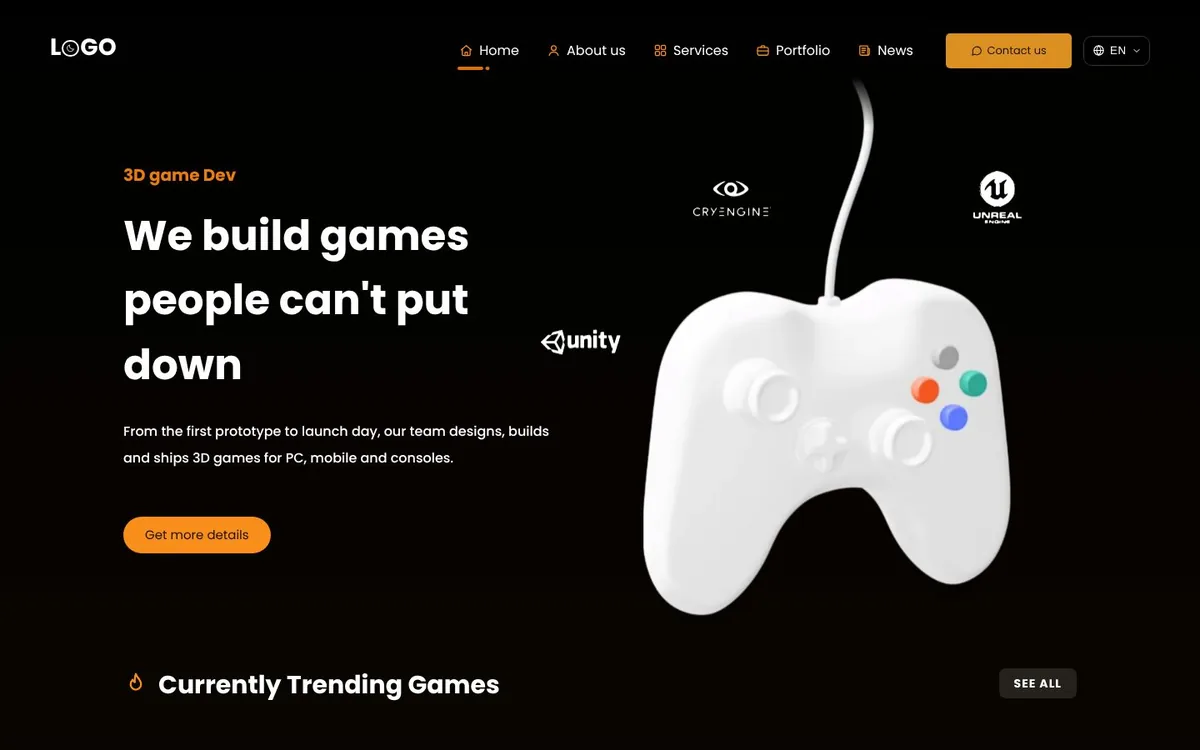 LOGO
Home
About us
Services
Portfolio
News
Contact us
EN
3D game Dev
We build games
people can't put
down
From the first prototype to launch day, our team designs, builds
and ships 3D games for PC, mobile and consoles.
Get more details
CRYENGINE
UNREAL
ENGINE
unity
Currently Trending Games
SEE ALL